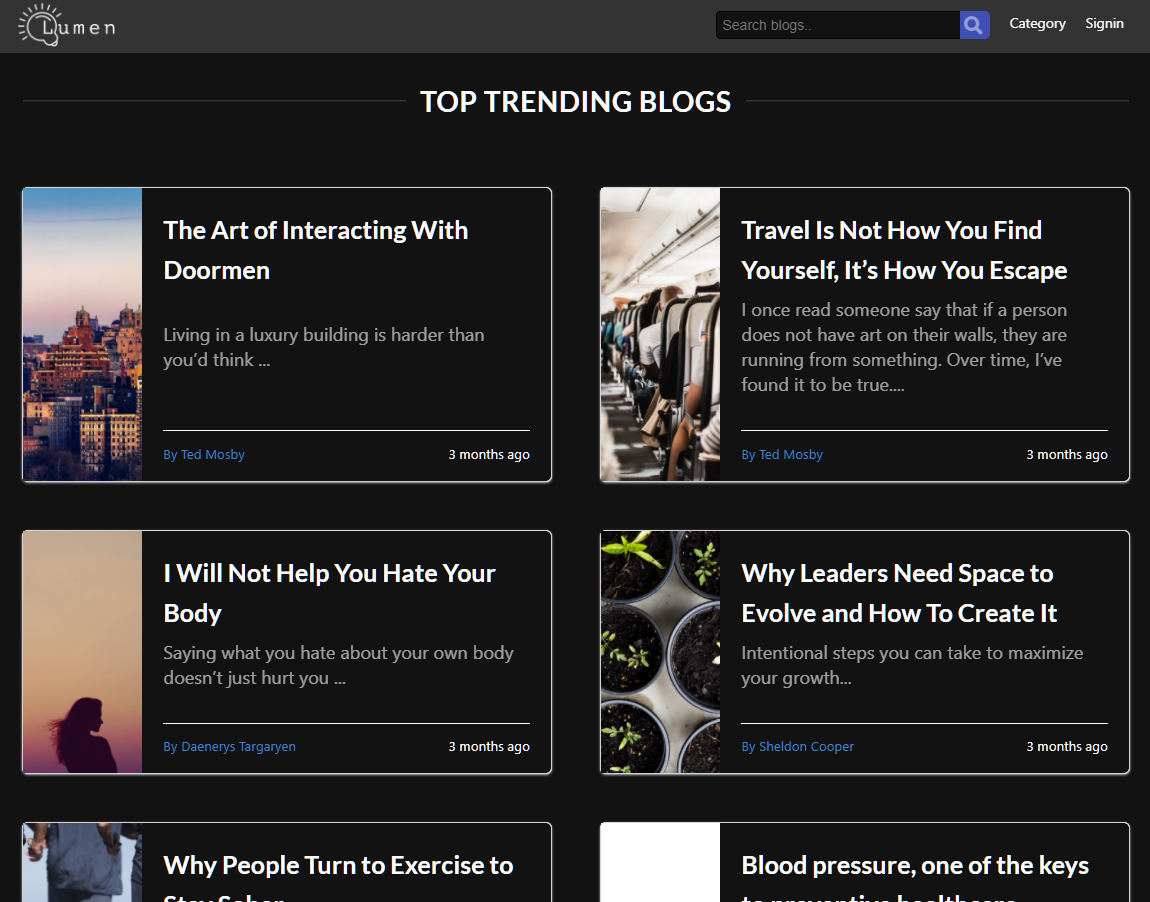 Lumen
Search blogs..
Category
Signin
TOP TRENDING BLOGS
The Art of Interacting With
Doormen
Living in a luxury building is harder than
you’d think ...
By Ted Mosby
3 months ago
Travel Is Not How You Find
Yourself, It’s How You Escape
I once read someone say that if a person
does not have art on their walls, they are
running from something. Over time, I’ve
found it to be true....
By Ted Mosby
3 months ago
I Will Not Help You Hate Your
Body
Saying what you hate about your own body
doesn’t just hurt you ...
By Daenerys Targaryen
3 months ago
Why Leaders Need Space to
Evolve and How To Create It
Intentional steps you can take to maximize
your growth...
By Sheldon Cooper
3 months ago
Why People Turn to Exercise to
Stay Sober
Blood pressure, one of the keys
to preventive healthcare